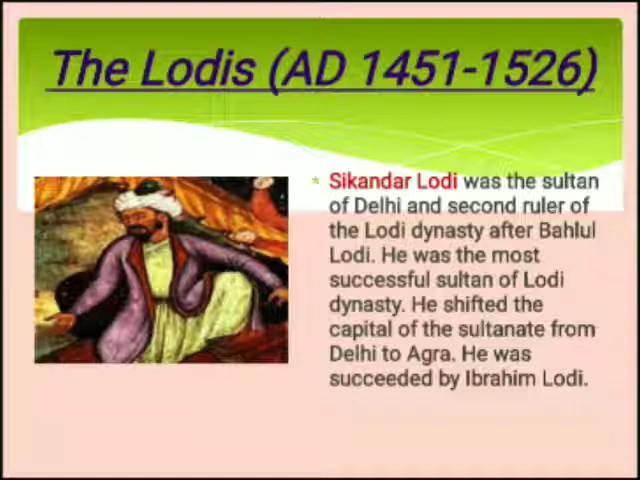 The Lodis (AD 1451-1526)
* Sikandar Lodi was the sultan
of Delhi and second ruler of
the Lodi dynasty after Bahlul
Lodi. He was the most
successful sultan of Lodi
dynasty. He shifted the
capital of the sultanate from
Delhi to Agra. He was
succeeded by Ibrahim Lodi.